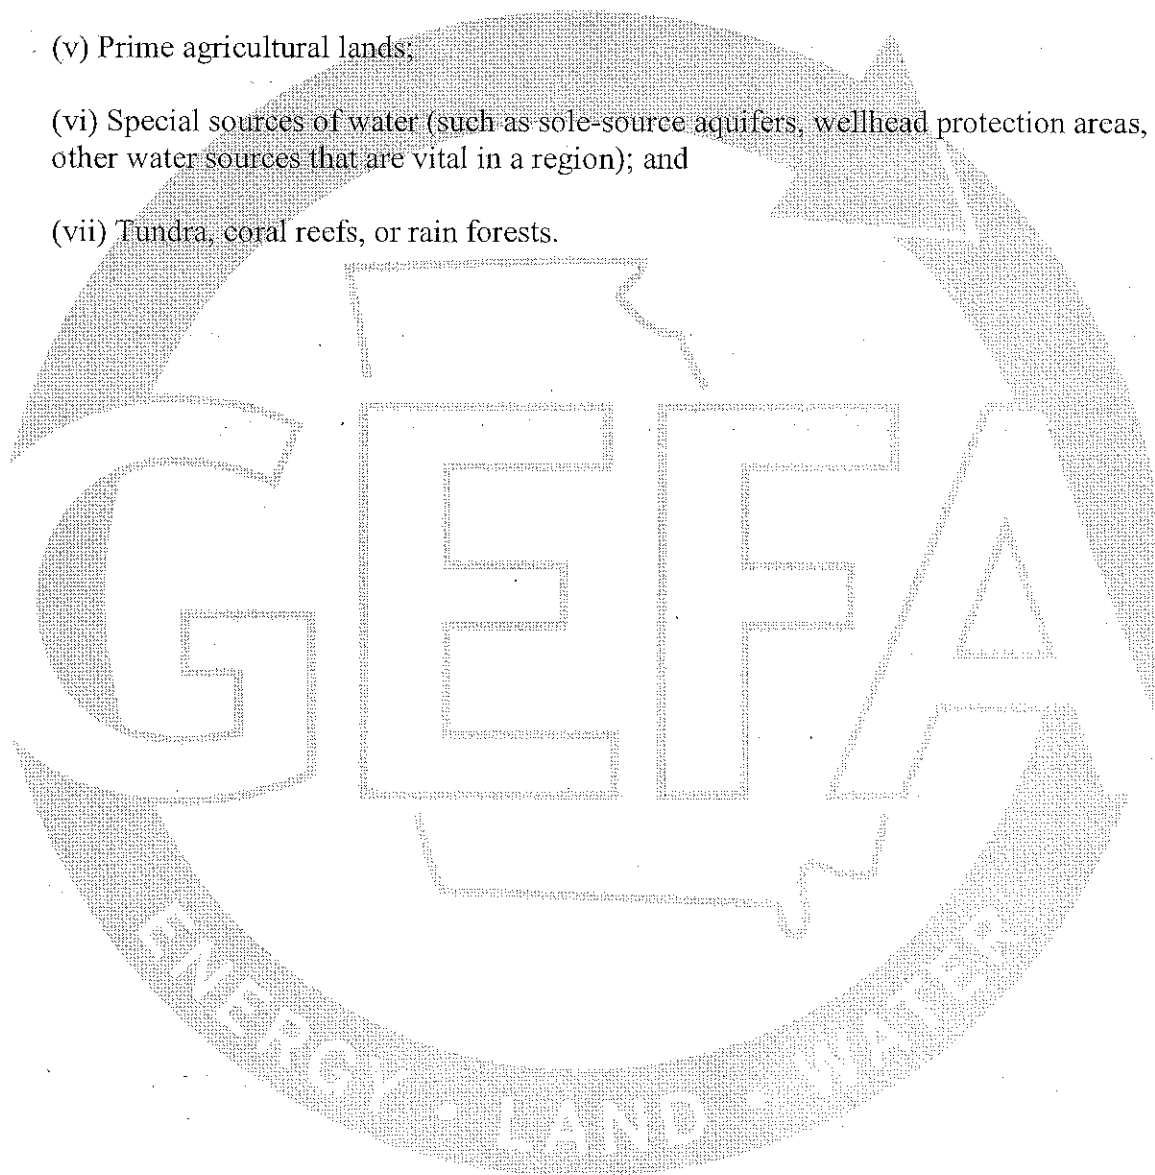 (v) Prime agricultural lands;
(vi) Special sources of water (such as sole-source aquifers, wellhead protection areas,
other water sources that are vital in a region); and
(vii) Tundra, coral reefs, or rain forests.
GEFA
ENERGY • LAND • WATER